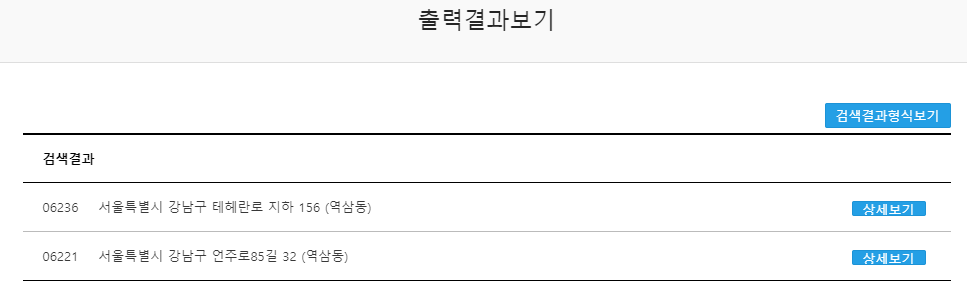 출력결과보기
검색결과형식보기
검색결과
06236 서울특별시 강남구 테헤란로 지하 156 (역삼동) 상세보기
06221 서울특별시 강남구 언주로85길 32 (역삼동) 상세보기